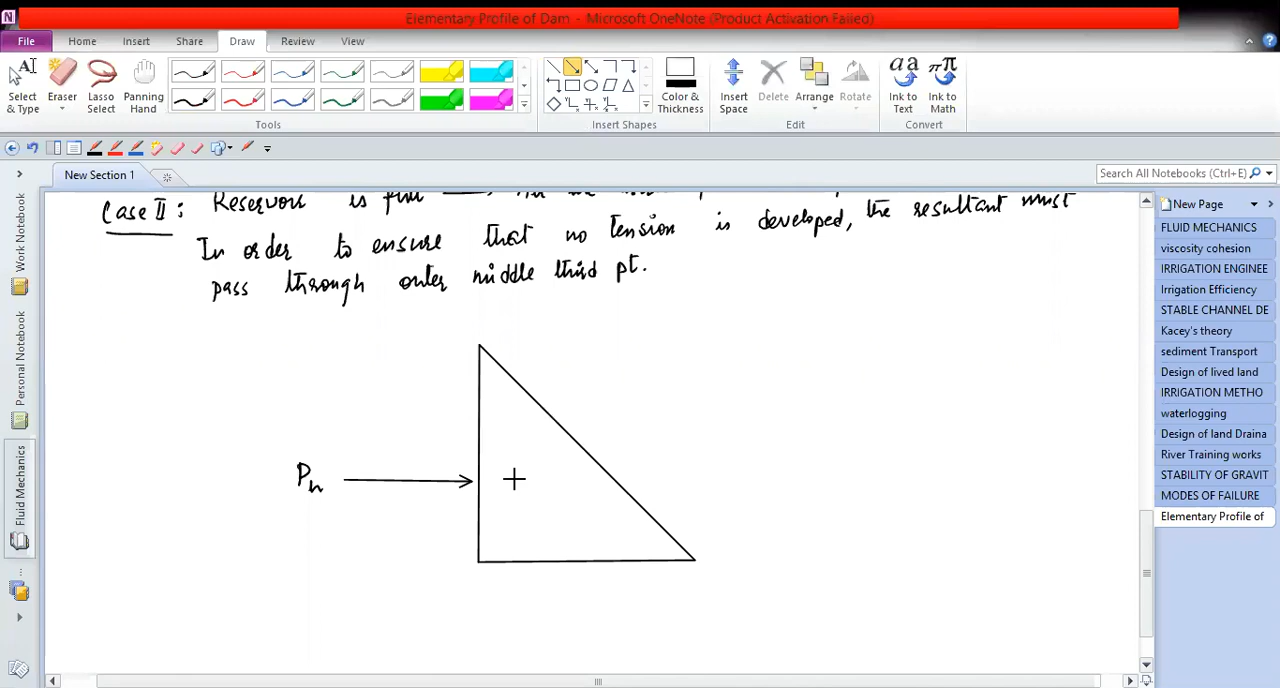 Elementary Profile of Dam - Microsoft OneNote (Product Activation Failed)
File Home Insert Share Draw Review View
Select & Type
Eraser
Lasso Select
Panning Hand
Color & Thickness
Insert Space
Delete
Arrange
Rotate
Ink to Text
Ink to Math
Tools
Insert Shapes
Edit
Convert
New Section 1
Search All Notebooks (Ctrl+E)
Work Notebook
Personal Notebook
Fluid Mechanics
New Page
FLUID MECHANICS
viscosity cohesion
IRRIGATION ENGINEE
Irrigation Efficiency
STABLE CHANNEL DE
Kacey's theory
sediment Transport
Design of lived land
IRRIGATION METHO
waterlogging
Design of land Draina
River Training works
STABILITY OF GRAVIT
MODES OF FAILURE
Elementary Profile of
Case II : Reservoir is full
In order to ensure that no tension is developed, the resultant must
pass through outer middle third pt.
Ph